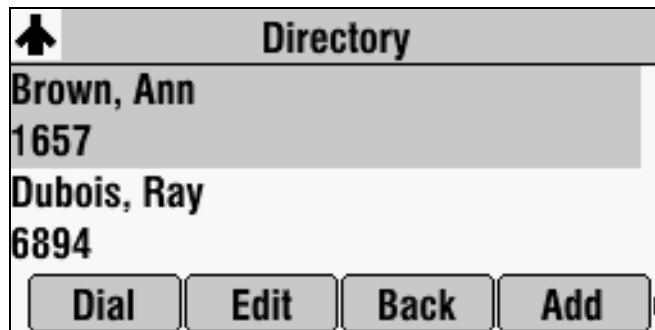 Directory
Brown, Ann
1657
Dubois, Ray
6894
Dial Edit Back Add